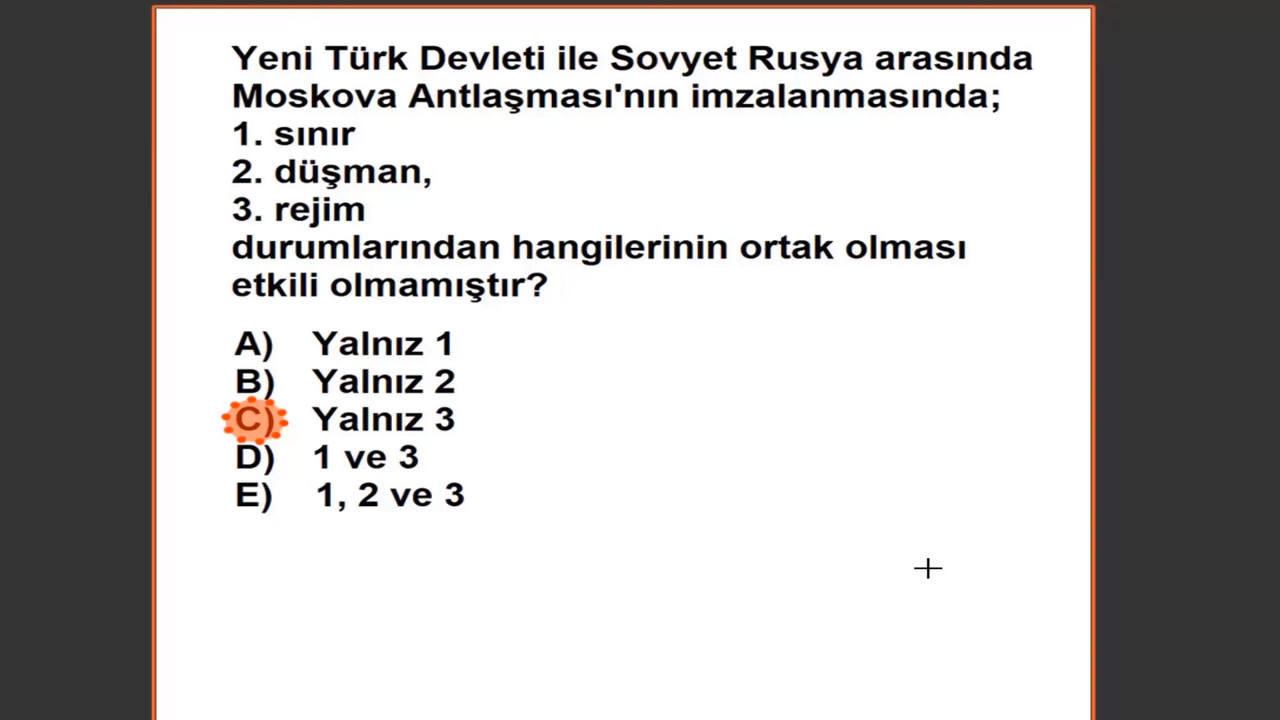 Yeni Türk Devleti ile Sovyet Rusya arasında
Moskova Antlaşması'nın imzalanmasında;
1. sınır
2. düşman,
3. rejim
durumlarından hangilerinin ortak olması
etkili olmamıştır?
A) Yalnız 1
B) Yalnız 2
C) Yalnız 3
D) 1 ve 3
E) 1, 2 ve 3